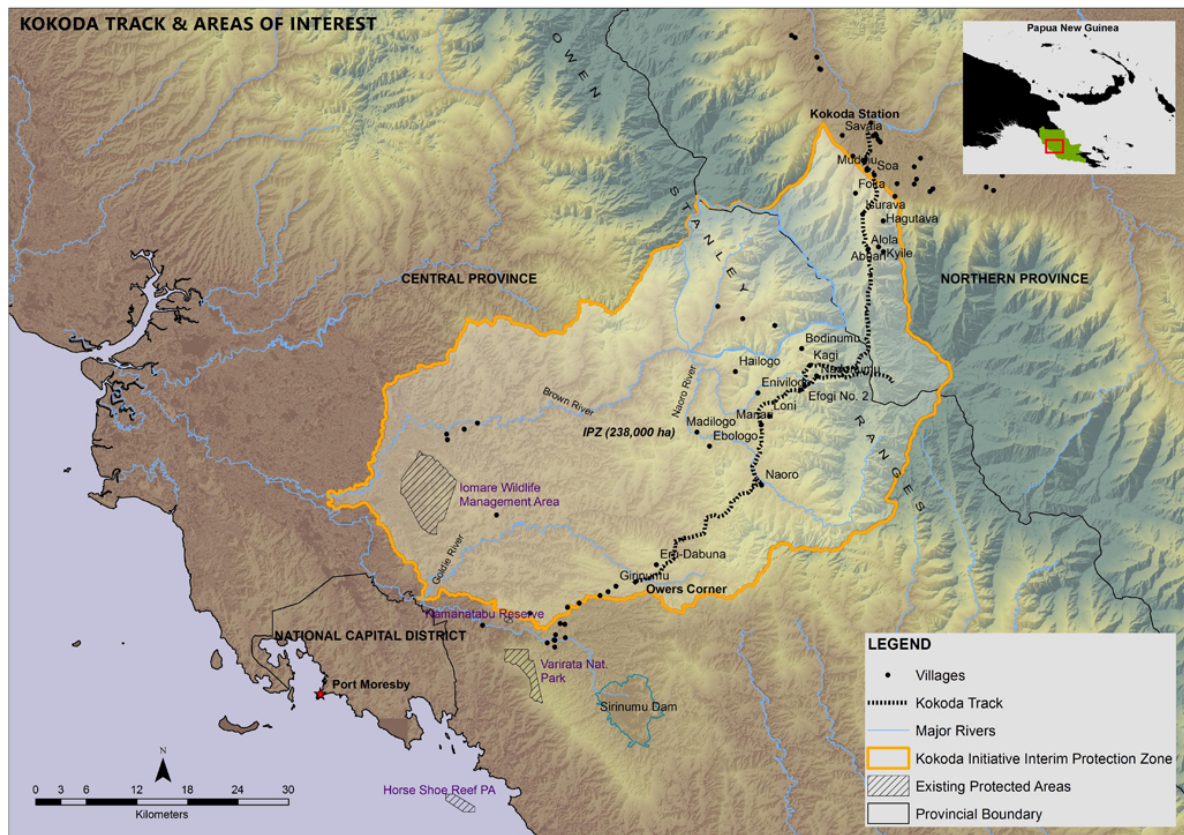 KOKODA TRACK & AREAS OF INTEREST
Papua New Guinea
OWEN
STANLEY
RANGES
Kokoda Station
Savaia
Mudulu
Soa
Fola
Isurava
Hagutava
Alola
Abuari
Kyile
CENTRAL PROVINCE
NORTHERN PROVINCE
Bodinumu
Kagi
Hailogo
Naduri
Enivilogo
Efogi No. 2
Brown River
Naoro River
Manari
Loni
Madilogo
IPZ (238,000 ha)
Ebologo
Naoro
Iomare Wildlife
Management Area
Goldie River
Eru-Dabuna
Girinumu
Owers Corner
Namanatabu Reserve
NATIONAL CAPITAL DISTRICT
Varirata Nat.
Park
Port Moresby
Sirinumu Dam
Horse Shoe Reef PA
N
0 3 6 12 18 24 30
Kilometers
LEGEND
Villages
Kokoda Track
Major Rivers
Kokoda Initiative Interim Protection Zone
Existing Protected Areas
Provincial Boundary